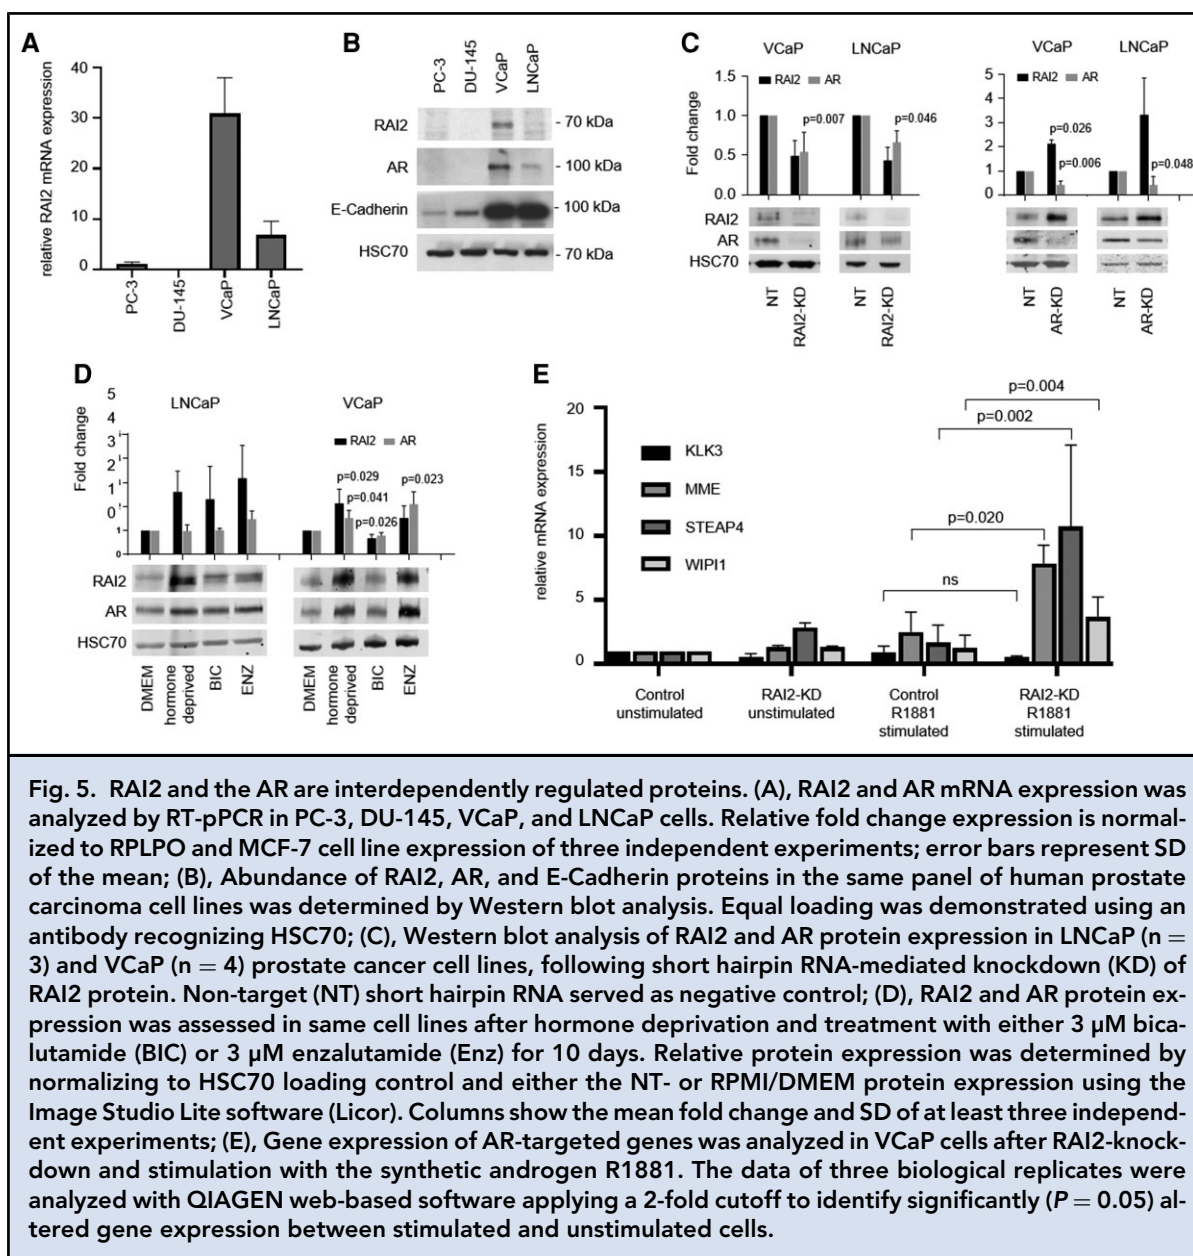 A
relative RAI2 mRNA expression
40
30
20
10
0
PC-3
DU-145
VCaP
LNCaP
B
PC-3
DU-145
VCaP
LNCaP
RAI2
- 70 kDa
AR
- 100 kDa
E-Cadherin
- 100 kDa
HSC70
- 70 kDa
C
VCaP
LNCaP
RAI2
AR
Fold change
1.5
1.0
0.5
0.0
p=0.007
p=0.046
RAI2
AR
HSC70
NT
RAI2-KD
NT
RAI2-KD
VCaP
LNCaP
RAI2
AR
5
4
3
2
1
0
p=0.026
p=0.006
p=0.048
NT
AR-KD
NT
AR-KD
D
LNCaP
VCaP
Fold change
5
4
3
2
1
0
1
0
RAI2
AR
p=0.029
p=0.041
p=0.026
p=0.023
RAI2
AR
HSC70
DMEM
hormone
deprived
BIC
ENZ
DMEM
hormone
deprived
BIC
ENZ
E
relative mRNA expression
20
15
10
5
0
KLK3
MME
STEAP4
WIPI1
p=0.004
p=0.002
p=0.020
ns
Control
unstimulated
RAI2-KD
unstimulated
Control
R1881
stimulated
RAI2-KD
R1881
stimulated
Fig. 5. RAI2 and the AR are interdependently regulated proteins. (A), RAI2 and AR mRNA expression was
analyzed by RT-pPCR in PC-3, DU-145, VCaP, and LNCaP cells. Relative fold change expression is normal-
ized to RPLPO and MCF-7 cell line expression of three independent experiments; error bars represent SD
of the mean; (B), Abundance of RAI2, AR, and E-Cadherin proteins in the same panel of human prostate
carcinoma cell lines was determined by Western blot analysis. Equal loading was demonstrated using an
antibody recognizing HSC70; (C), Western blot analysis of RAI2 and AR protein expression in LNCaP (n =
3) and VCaP (n = 4) prostate cancer cell lines, following short hairpin RNA-mediated knockdown (KD) of
RAI2 protein. Non-target (NT) short hairpin RNA served as negative control; (D), RAI2 and AR protein ex-
pression was assessed in same cell lines after hormone deprivation and treatment with either 3 μM bica-
lutamide (BIC) or 3 μM enzalutamide (Enz) for 10 days. Relative protein expression was determined by
normalizing to HSC70 loading control and either the NT- or RPMI/DMEM protein expression using the
Image Studio Lite software (Licor). Columns show the mean fold change and SD of at least three independ-
ent experiments; (E), Gene expression of AR-targeted genes was analyzed in VCaP cells after RAI2-knock-
down and stimulation with the synthetic androgen R1881. The data of three biological replicates were
analyzed with QIAGEN web-based software applying a 2-fold cutoff to identify significantly (P = 0.05) al-
tered gene expression between stimulated and unstimulated cells.